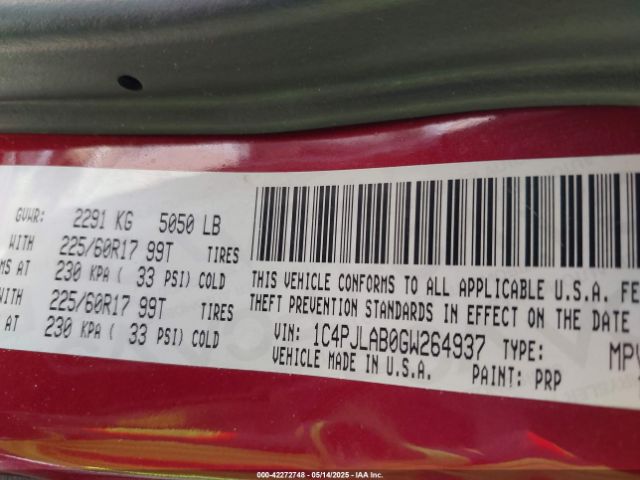 GVWR: 2291 KG 5050 LB
WITH 225/60R17 99T TIRES
MS AT 230 KPA ( 33 PSI) COLD
WITH 225/60R17 99T TIRES
AT 230 KPA ( 33 PSI) COLD
THIS VEHICLE CONFORMS TO ALL APPLICABLE U.S.A. FE
THEFT PREVENTION STANDARDS IN EFFECT ON THE DATE
VIN: 1C4PJLAB0GW264937 TYPE: MPV
VEHICLE MADE IN U.S.A. PAINT: PRP
000-42272748 - 05/14/2025 - IAA Inc.